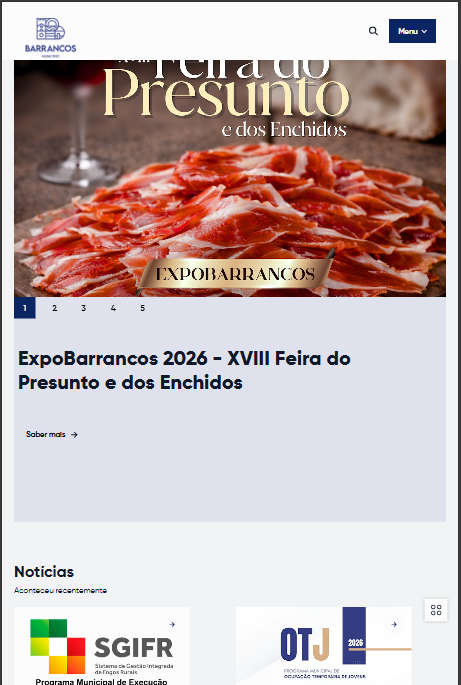 BARRANCOS
MUNICÍPIO
Menu
XVIII Feira do
Presunto
e dos Enchidos
EXPOBARRANCOS
1 2 3 4 5
ExpoBarrancos 2026 - XVIII Feira do
Presunto e dos Enchidos
Saber mais
Notícias
Aconteceu recentemente
SGIFR
Sistema de Gestão Integrada
de Fogos Rurais
Programa Municipal de Execução
OTJ
2026
PROGRAMA MUNICIPAL DE
OCUPAÇÃO TEMPORÁRIA DE JOVENS